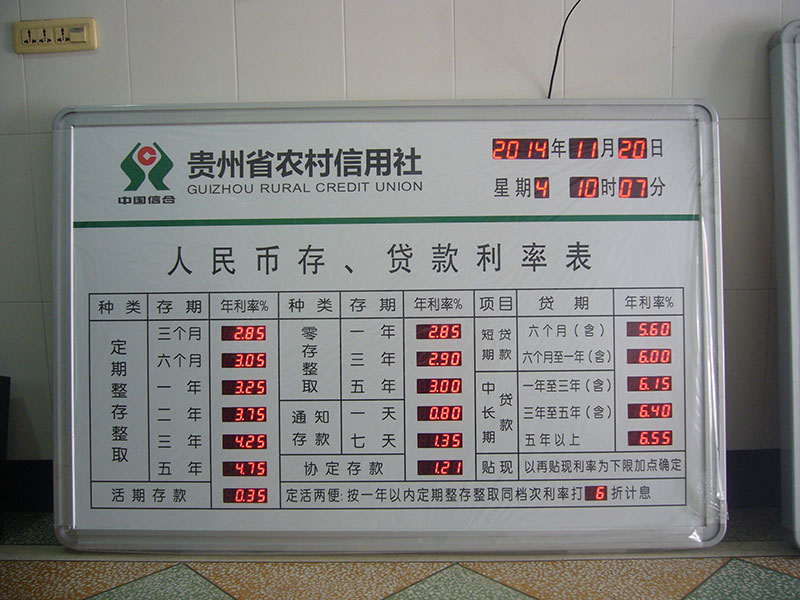 贵州省农村信用社
GUIZHOU RURAL CREDIT UNION
中国信合
2014年11月20日
星期4 10时07分
人民币存、贷款利率表
种类 存期 年利率% 种类 存期 年利率% 项目 贷期 年利率%
定期整存整取 三个月 2.85 零存整取 一年 2.85 短期贷款 六个月(含) 5.60
六个月 3.05 三年 2.90 六个月至一年(含) 6.00
一年 3.25 五年 3.00 中长期贷款 一年至三年(含) 6.15
二年 3.75 通知存款 一天 0.80 三年至五年(含) 6.40
三年 4.25 七天 1.35 五年以上 6.55
五年 4.75 协定存款 1.21 贴现 以再贴现利率为下限加点确定
活期存款 0.35 定活两便:按一年以内定期整存整取同档次利率打6折计息